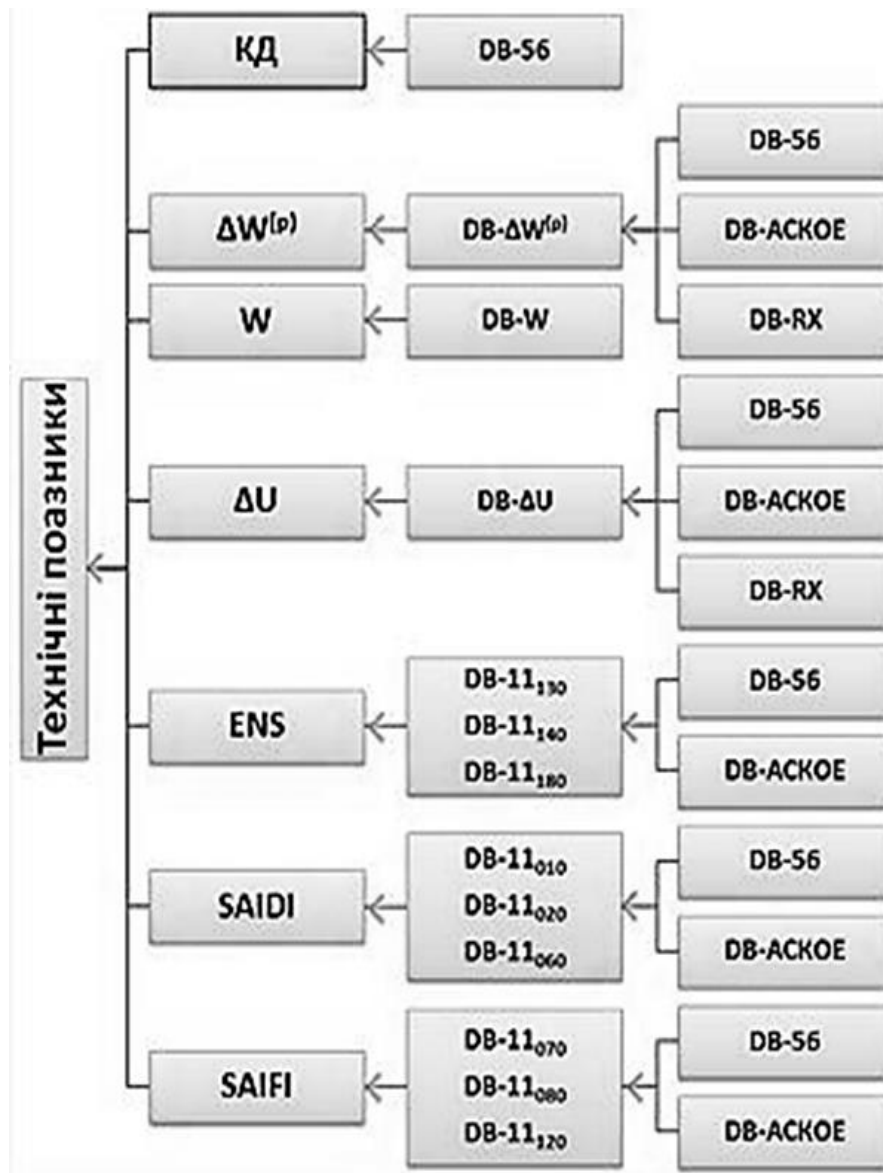 Технічні поазники
КД
DB-56
ΔW⁽ᵖ⁾
DB-ΔW⁽ᵖ⁾
DB-56
DB-АСКОЕ
DB-RX
W
DB-W
ΔU
DB-ΔU
DB-56
DB-АСКОЕ
DB-RX
ENS
DB-11₁₃₀
DB-11₁₄₀
DB-11₁₈₀
DB-56
DB-АСКОЕ
SAIDI
DB-11₀₁₀
DB-11₀₂₀
DB-11₀₆₀
DB-56
DB-АСКОЕ
SAIFI
DB-11₀₇₀
DB-11₀₈₀
DB-11₁₂₀
DB-56
DB-АСКОЕ